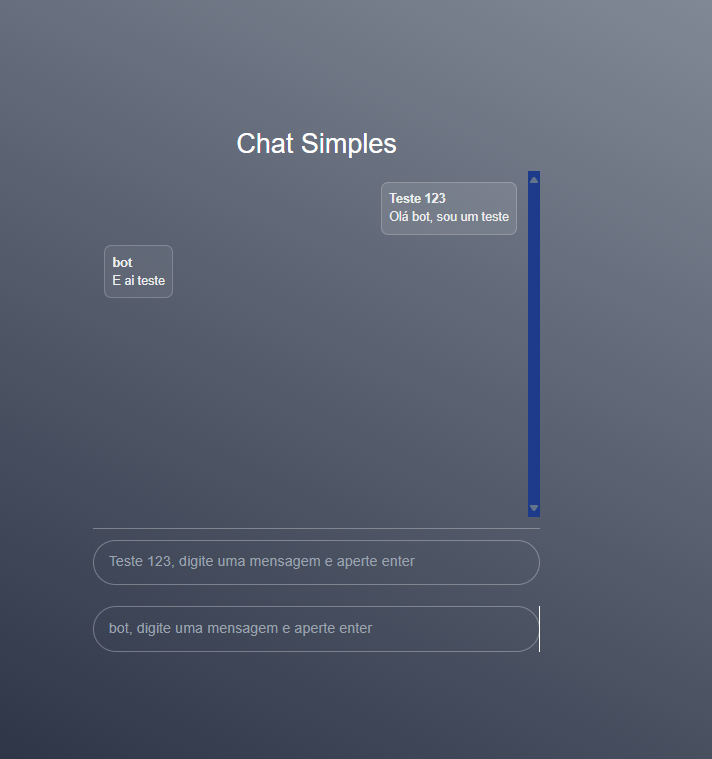 Chat Simples
Teste 123
Olá bot, sou um teste
bot
E ai teste
Teste 123, digite uma mensagem e aperte enter
bot, digite uma mensagem e aperte enter